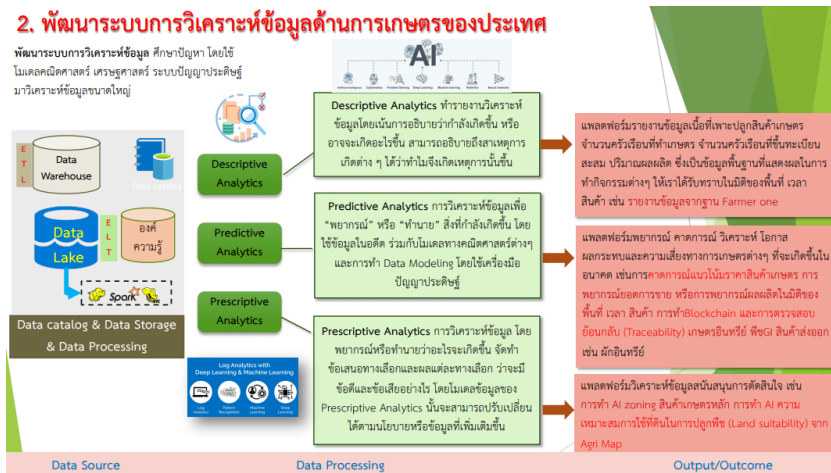 2. พัฒนาระบบการวิเคราะห์ข้อมูลด้านการเกษตรของประเทศ
พัฒนาระบบการวิเคราะห์ข้อมูล ศึกษาปัญหา โดยใช้
โมเดลคณิตศาสตร์ เศรษฐศาสตร์ ระบบปัญญาประดิษฐ์
มาวิเคราะห์ข้อมูลขนาดใหญ่
AI
Data
Warehouse
E
T
L
Data catalog
Data
Lake
E
L
T
องค์
ความรู้
Spark
Data catalog & Data Storage
& Data Processing
Descriptive
Analytics
Predictive
Analytics
Prescriptive
Analytics
Log Analytics with
Deep Learning & Machine Learning
Log
Analytics
Pattern
Recognition
Machine
Learning
Deep
Learning
Descriptive Analytics ทำรายงานวิเคราะห์
ข้อมูลโดยเน้นการอธิบายว่ากำลังเกิดขึ้น หรือ
อาจจะเกิดอะไรขึ้น สามารถอธิบายถึงสาเหตุการ
เกิดต่าง ๆ ได้ว่าทำไมจึงเกิดเหตุการนั้นขึ้น
Predictive Analytics การวิเคราะห์ข้อมูลเพื่อ
“พยากรณ์” หรือ “ทำนาย” สิ่งที่กำลังเกิดขึ้น โดย
ใช้ข้อมูลในอดีต ร่วมกับโมเดลทางคณิตศาสตร์ต่างๆ
และการทำ Data Modeling โดยใช้เครื่องมือ
ปัญญาประดิษฐ์
Prescriptive Analytics การวิเคราะห์ข้อมูล โดย
พยากรณ์หรือทำนายว่าอะไรจะเกิดขึ้น จัดทำ
ข้อเสนอทางเลือกและผลแต่ละทางเลือก ว่าจะมี
ข้อดีและข้อเสียอย่างไร โดยโมเดลข้อมูลของ
Prescriptive Analytics นั้นจะสามารถปรับเปลี่ยน
ได้ตามนโยบายหรือข้อมูลที่เพิ่มเติมขึ้น
แพลตฟอร์มรายงานข้อมูลเนื้อที่เพาะปลูกสินค้าเกษตร
จำนวนครัวเรือนที่ทำเกษตร จำนวนครัวเรือนที่ขึ้นทะเบียน
สะสม ปริมาณผลผลิต ซึ่งเป็นข้อมูลพื้นฐานที่แสดงผลในการ
ทำกิจกรรมต่างๆ ให้เราได้รับทราบในมิติของพื้นที่ เวลา
สินค้า เช่น รายงานข้อมูลจากฐาน Farmer one
แพลตฟอร์มพยากรณ์ คาดการณ์ วิเคราะห์ โอกาส
ผลกระทบและความเสี่ยงทางการเกษตรต่างๆ ที่จะเกิดขึ้นใน
อนาคต เช่นการคาดการณ์แนวโน้มราคาสินค้าเกษตร การ
พยากรณ์ยอดการขาย หรือการพยากรณ์ผลผลิตในมิติของ
พื้นที่ เวลา สินค้า การทำBlockchain และการตรวจสอบ
ย้อนกลับ (Traceability) เกษตรอินทรีย์ พืชGI สินค้าส่งออก
เช่น ผักอินทรีย์
แพลตฟอร์มวิเคราะห์ข้อมูลสนันสนุนการตัดสินใจ เช่น
การทำ AI zoning สินค้าเกษตรหลัก การทำ AI ความ
เหมาะสมการใช้ที่ดินในการปลูกพืช (Land suitability) จาก
Agri Map
Data Source
Data Processing
Output/Outcome